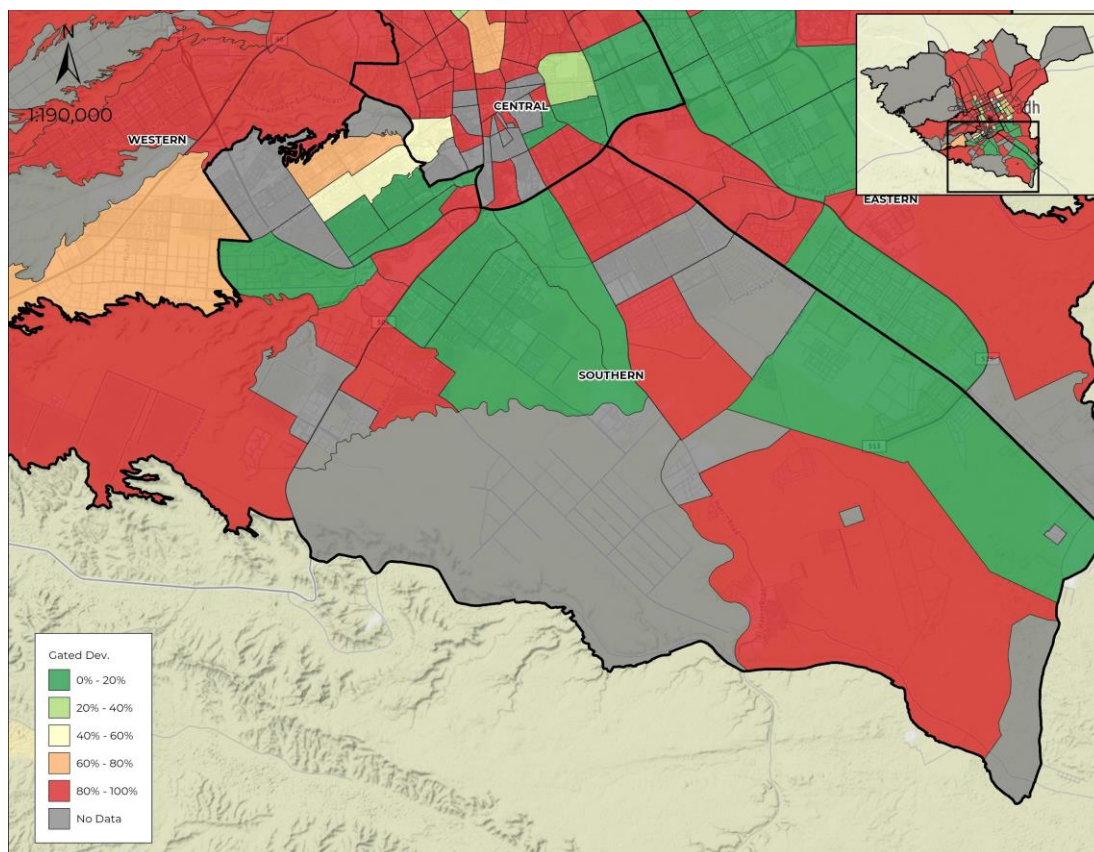 N
1:190,000
WESTERN
CENTRAL
EASTERN
SOUTHERN
Gated Dev.
0% - 20%
20% - 40%
40% - 60%
60% - 80%
80% - 100%
No Data